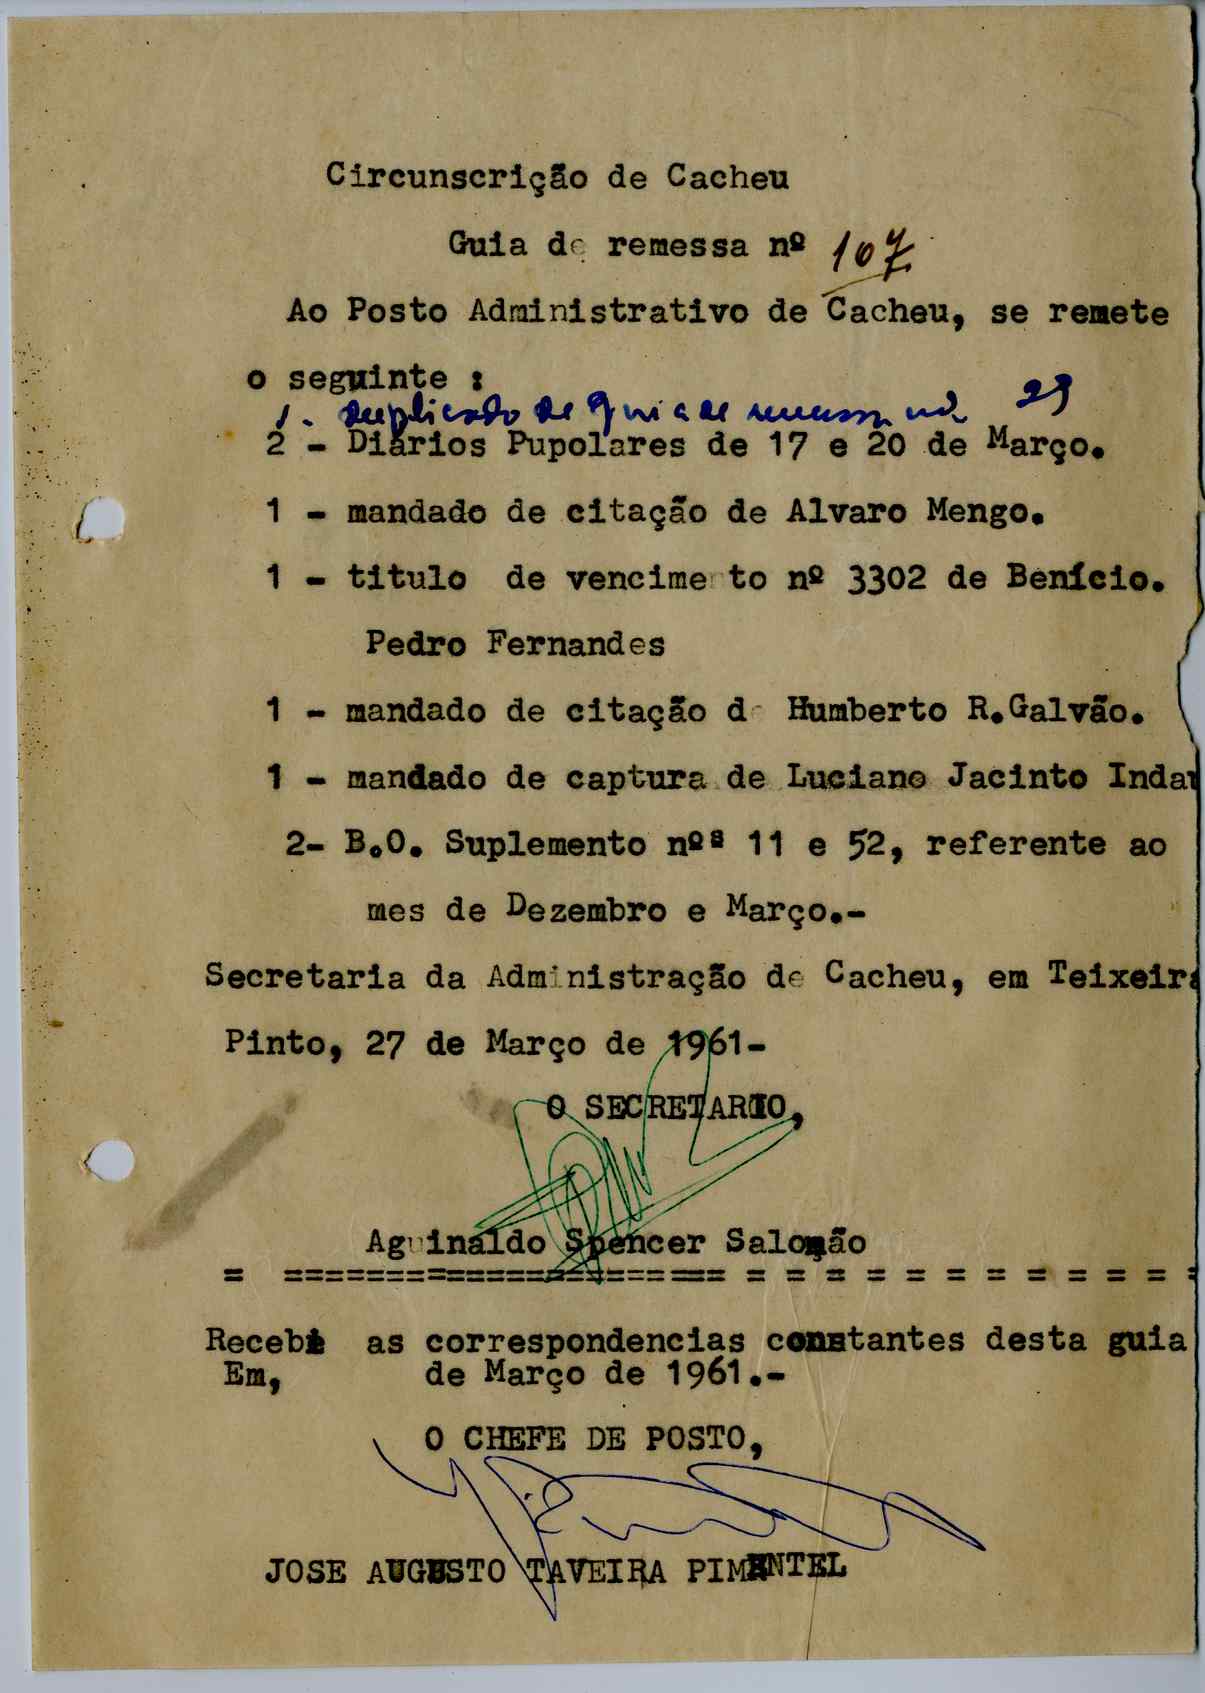 Circunscrição de Cacheu
Guia de remessa nº 107
Ao Posto Administrativo de Cacheu, se remete
o seguinte :
1 - duplicado de guia de remessa nº 29
2 - Diários Pupolares de 17 e 20 de Março.
1 - mandado de citação de Alvaro Mengo.
1 - titulo de vencimento nº 3302 de Benício.
Pedro Fernandes
1 - mandado de citação de Humberto R.Galvão.
1 - mandado de captura de Luciano Jacinto
2- B.O. Suplemento nºs 11 e 52, referente ao
mes de Dezembro e Março.-
Secretaria da Administração de Cacheu, em Teixeira
Pinto, 27 de Março de 1961-
O SECRETARIO,
Aguinaldo Spencer Salomão
= ====================== = = = = = = = = = = = =
Recebi as correspondencias constantes desta guia
Em, de Março de 1961.-
O CHEFE DE POSTO,
JOSE AUGUSTO TAVEIRA PIMENTEL